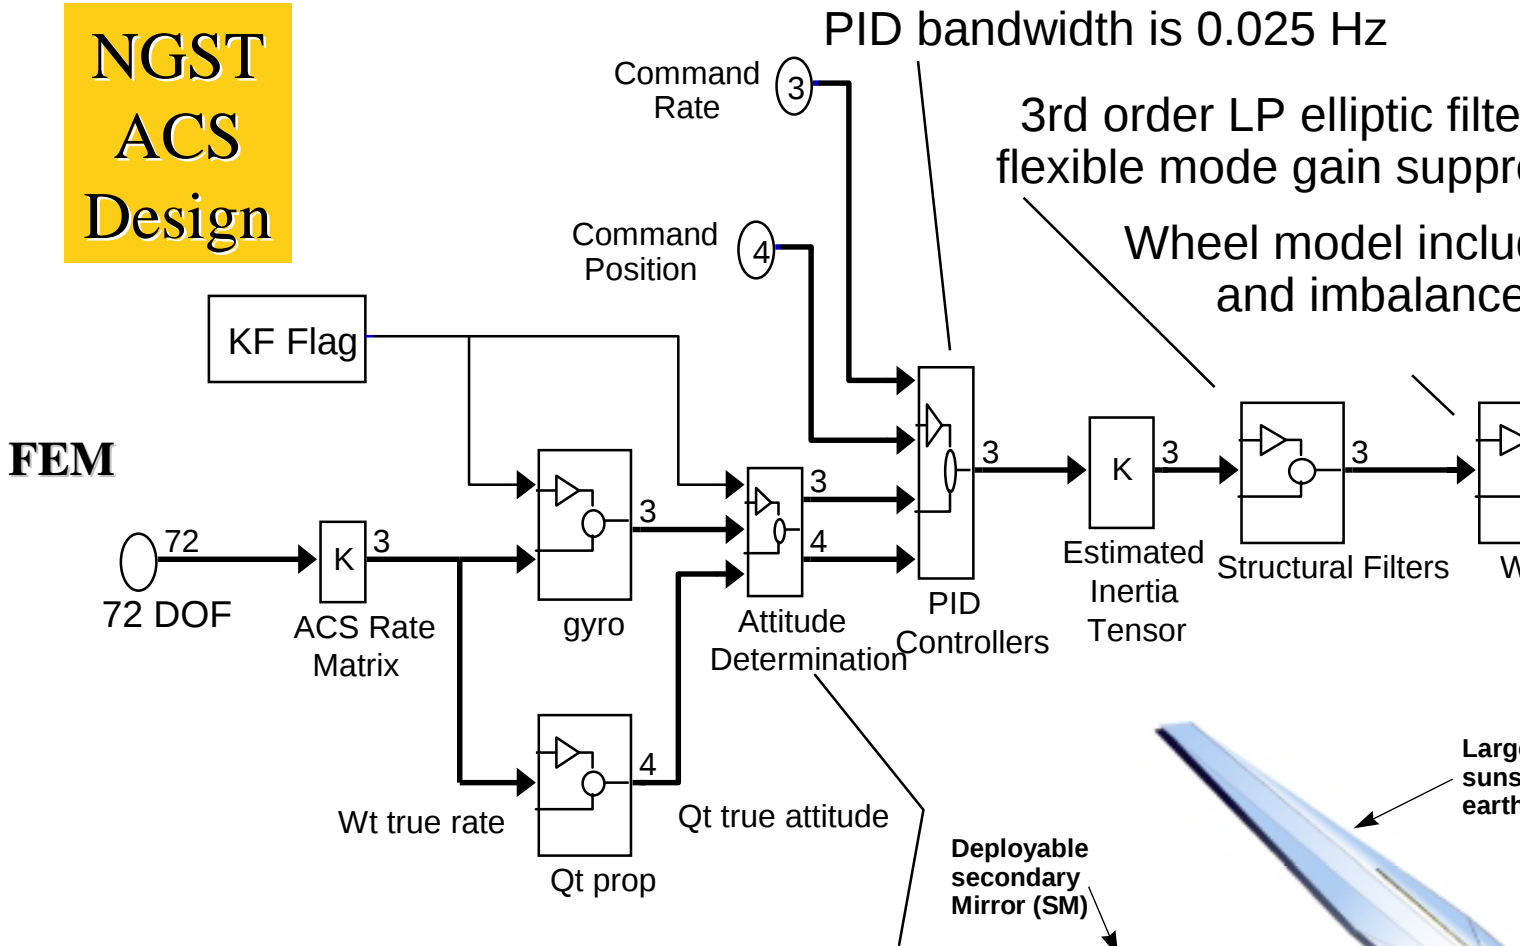 NGST
ACS
Design
PID bandwidth is 0.025 Hz
Command
Rate
3
3rd order LP elliptic
flexible mode gain
Wheel model
and imbalance
Command
Position
4
KF Flag
FEM
72
72 DOF
K
3
ACS Rate
Matrix
3
gyro
3
4
Attitude
Determination
3
PID
Controllers
K
3
Estimated
Inertia
Tensor
3
Structural Filters
Wt true rate
4
Qt prop
Qt true attitude
Deployable
secondary
Mirror (SM)